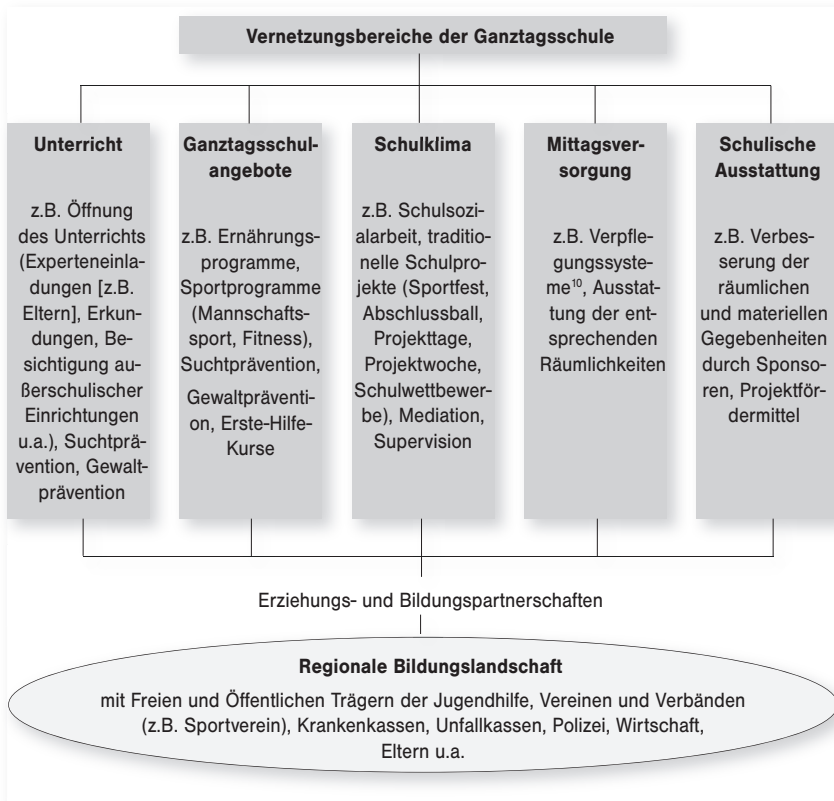 Vernetzungsbereiche der Ganztagsschule
Unterricht
z.B. Öffnung
des Unterrichts
(Experteneinla-
dungen [z.B.
Eltern], Erkun-
dungen, Be-
sichtigung au-
ßerschulischer
Einrichtungen
u.a.), Suchtprä-
vention, Gewalt-
prävention
Ganztagsschul-
angebote
z.B. Ernährungs-
programme,
Sportprogramme
(Mannschafts-
sport, Fitness),
Suchtprävention,
Gewaltpräventi-
on, Erste-Hilfe-
Kurse
Schulklima
z.B. Schulsozi-
alarbeit, traditio-
nelle Schulpro-
jekte (Sportfest,
Abschlussball,
Projekttage,
Projektwoche,
Schulwettbewer-
be), Mediation,
Supervision
Mittagsver-
sorgung
z.B. Verpfle-
gungssyste-
me¹⁰, Ausstat-
tung der ent-
sprechenden
Räumlichkeiten
Schulische
Ausstattung
z.B. Verbes-
serung der
räumlichen
und materiellen
Gegebenheiten
durch Sponso-
ren, Projektför-
dermittel
Erziehungs- und Bildungspartnerschaften
Regionale Bildungslandschaft
mit Freien und Öffentlichen Trägern der Jugendhilfe, Vereinen und Verbänden
(z.B. Sportverein), Krankenkassen, Unfallkassen, Polizei, Wirtschaft,
Eltern u.a.